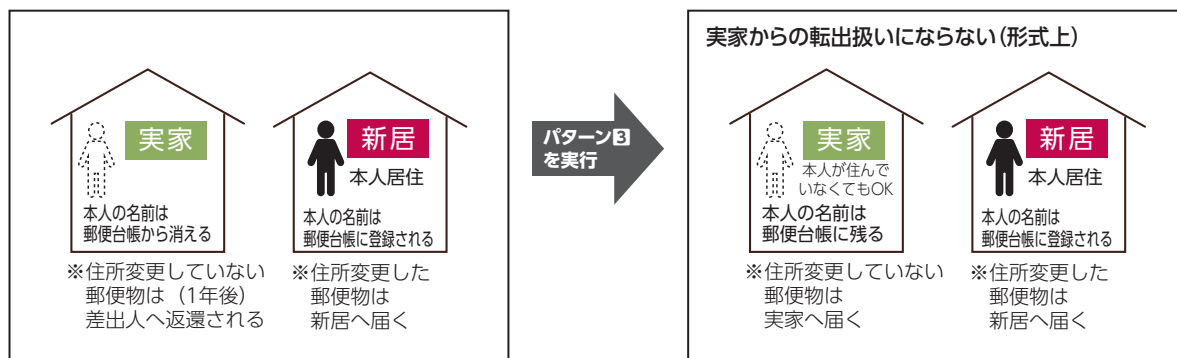 実家
本人の名前は
郵便台帳から消える
※住所変更していない
郵便物は（1年後）
差出人へ返還される
新居
本人居住
本人の名前は
郵便台帳に登録される
※住所変更した
郵便物は
新居へ届く
パターン3
を実行
実家からの転出扱いにならない（形式上）
実家
本人が住んで
いなくてもOK
本人の名前は
郵便台帳に残る
※住所変更していない
郵便物は
実家へ届く
新居
本人居住
本人の名前は
郵便台帳に登録される
※住所変更した
郵便物は
新居へ届く